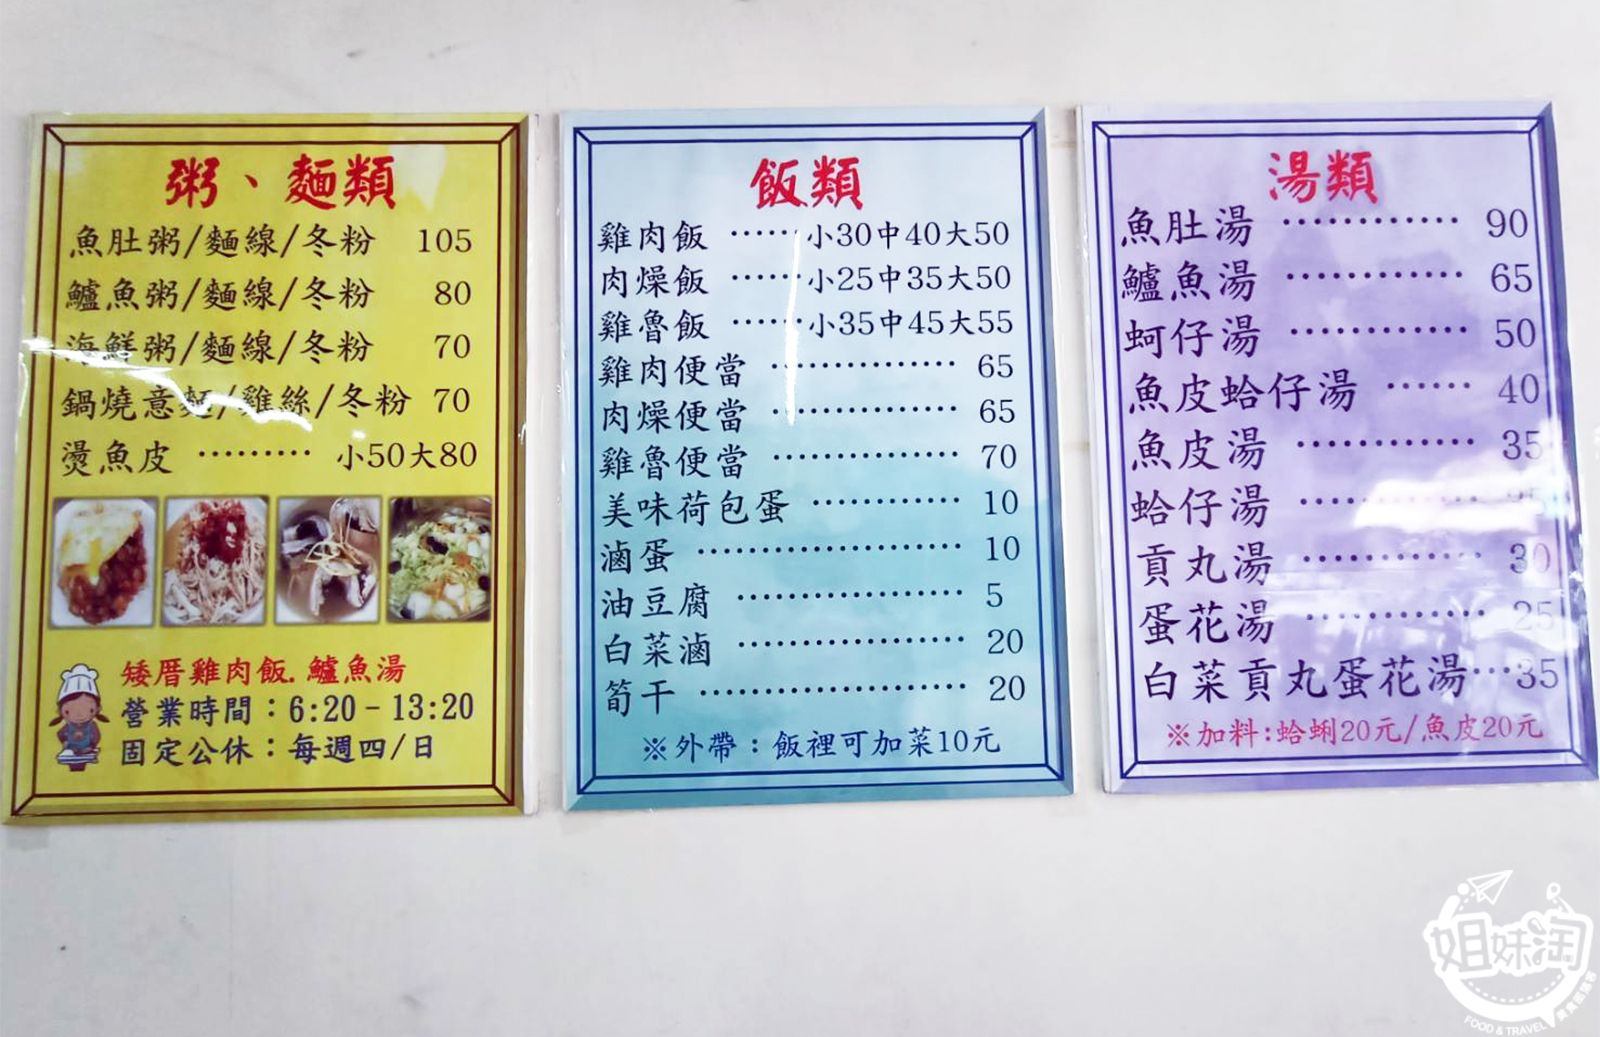 粥、麵類
魚肚粥/麵線/冬粉 105
鱸魚粥/麵線/冬粉 80
海鮮粥/麵線/冬粉 70
鍋燒意麵/雞絲/冬粉 70
燙魚皮 ……… 小50大80
矮厝雞肉飯.鱸魚湯
營業時間：6:20-13:20
固定公休：每週四/日
飯類
雞肉飯 …… 小30中40大50
肉燥飯 …… 小25中35大50
雞魯飯 …… 小35中45大55
雞肉便當 …………… 65
肉燥便當 …………… 65
雞魯便當 …………… 70
美味荷包蛋 ………… 10
滷蛋 ………………… 10
油豆腐 ……………… 5
白菜滷 ……………… 20
筍干 ………………… 20
※外帶：飯裡可加菜10元
湯類
魚肚湯 ………… 90
鱸魚湯 ………… 65
蚵仔湯 ………… 50
魚皮蛤仔湯 …… 40
魚皮湯 ………… 35
蛤仔湯 …………
貢丸湯 ………… 30
蛋花湯 ………… 25
白菜貢丸蛋花湯…35
※加料:蛤蜊20元/魚皮20元
姐妹淘
FOOD & TRAVEL